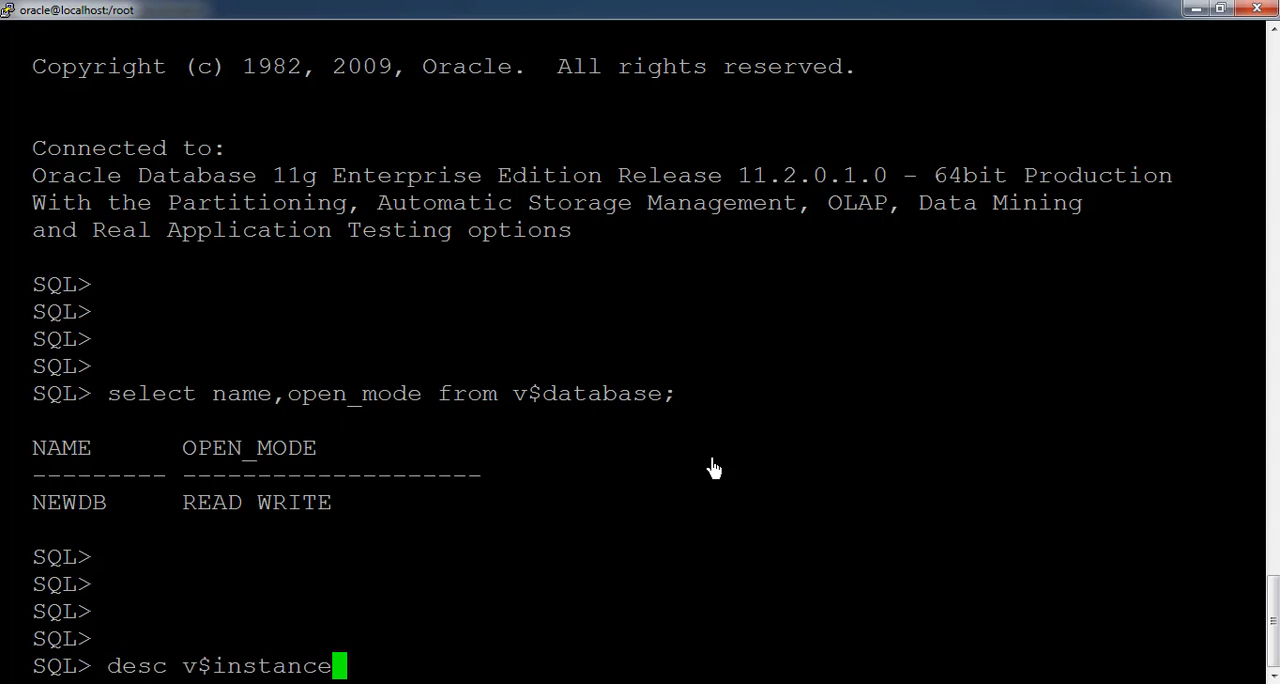 oracle@localhost:/root
Copyright (c) 1982, 2009, Oracle.  All rights reserved.
Connected to:
Oracle Database 11g Enterprise Edition Release 11.2.0.1.0 - 64bit Production
With the Partitioning, Automatic Storage Management, OLAP, Data Mining
and Real Application Testing options
SQL>
SQL>
SQL>
SQL>
SQL> select name,open_mode from v$database;
NAME      OPEN_MODE
--------- --------------------
NEWDB     READ WRITE
SQL>
SQL>
SQL>
SQL>
SQL> desc v$instance